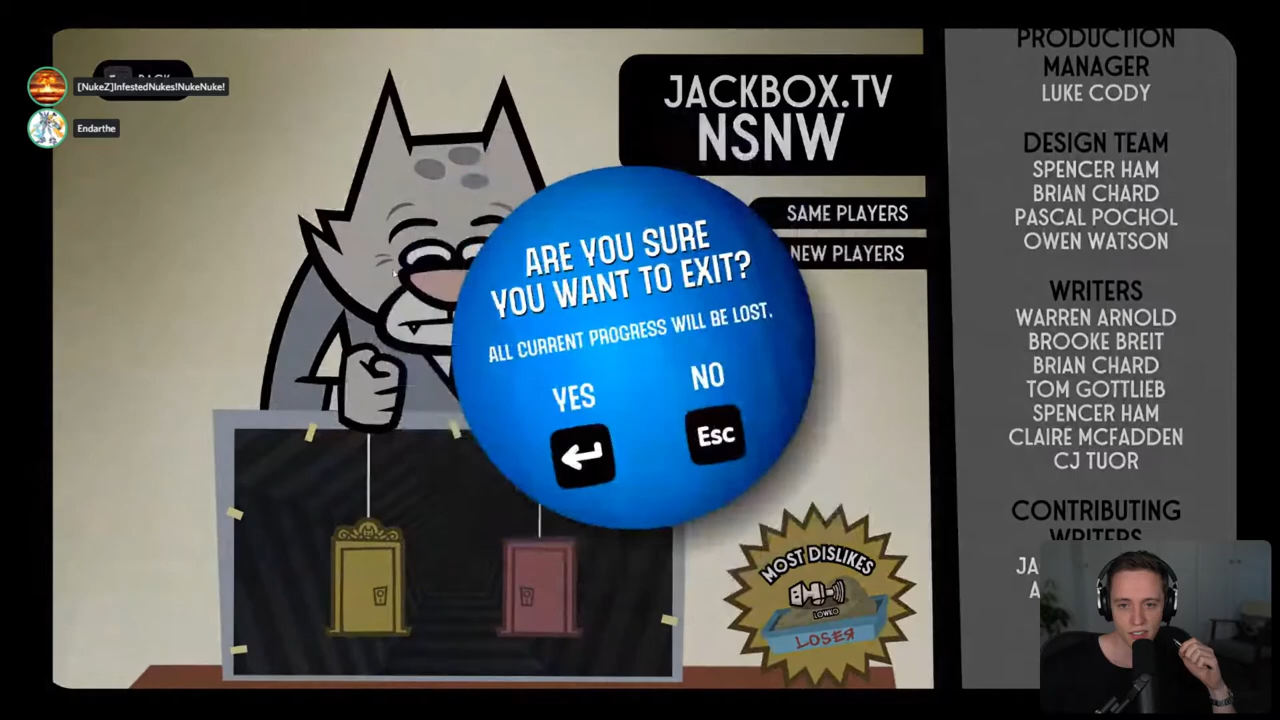 [NukeZ]InfestedNukes!NukeNuke!
Endarthe
JACKBOX.TV
NSNW
SAME PLAYERS
NEW PLAYERS
ARE YOU SURE
YOU WANT TO EXIT?
ALL CURRENT PROGRESS WILL BE LOST.
YES
NO
Esc
MOST DISLIKES
LOWKO
LOSER
PRODUCTION
MANAGER
LUKE CODY
DESIGN TEAM
SPENCER HAM
BRIAN CHARD
PASCAL POCHOL
OWEN WATSON
WRITERS
WARREN ARNOLD
BROOKE BREIT
BRIAN CHARD
TOM GOTTLIEB
SPENCER HAM
CLAIRE MCFADDEN
CJ TUOR
CONTRIBUTING
WRITERS